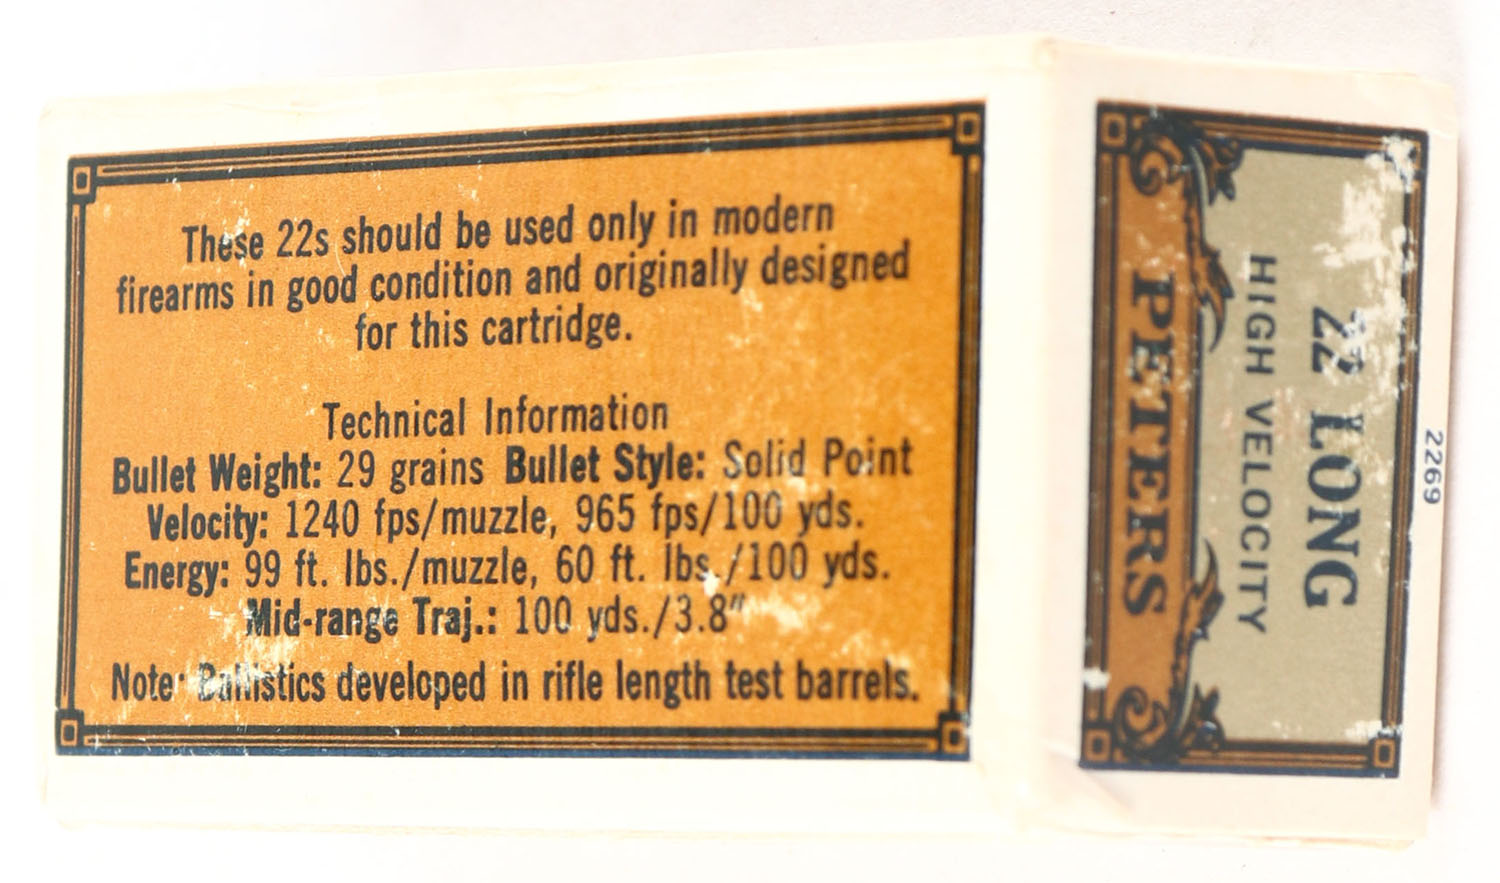 These 22s should be used only in modern
firearms in good condition and originally designed
for this cartridge.
Technical Information
Bullet Weight: 29 grains Bullet Style: Solid Point
Velocity: 1240 fps/muzzle, 965 fps/100 yds.
Energy: 99 ft. lbs./muzzle, 60 ft. lbs./100 yds.
Mid-range Traj.: 100 yds./3.8"
Note: Ballistics developed in rifle length test barrels.
22 LONG
HIGH VELOCITY
PETERS
2269